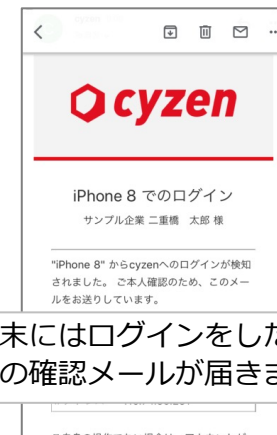 cyzen
iPhone 8 でのログイン
サンプル企業 二重橋 太郎 様
"iPhone 8" からcyzenへのログインが検知
されました。 ご本人確認のため、このメー
ルをお送りしています。
末にはログインをした
の確認メールが届きま